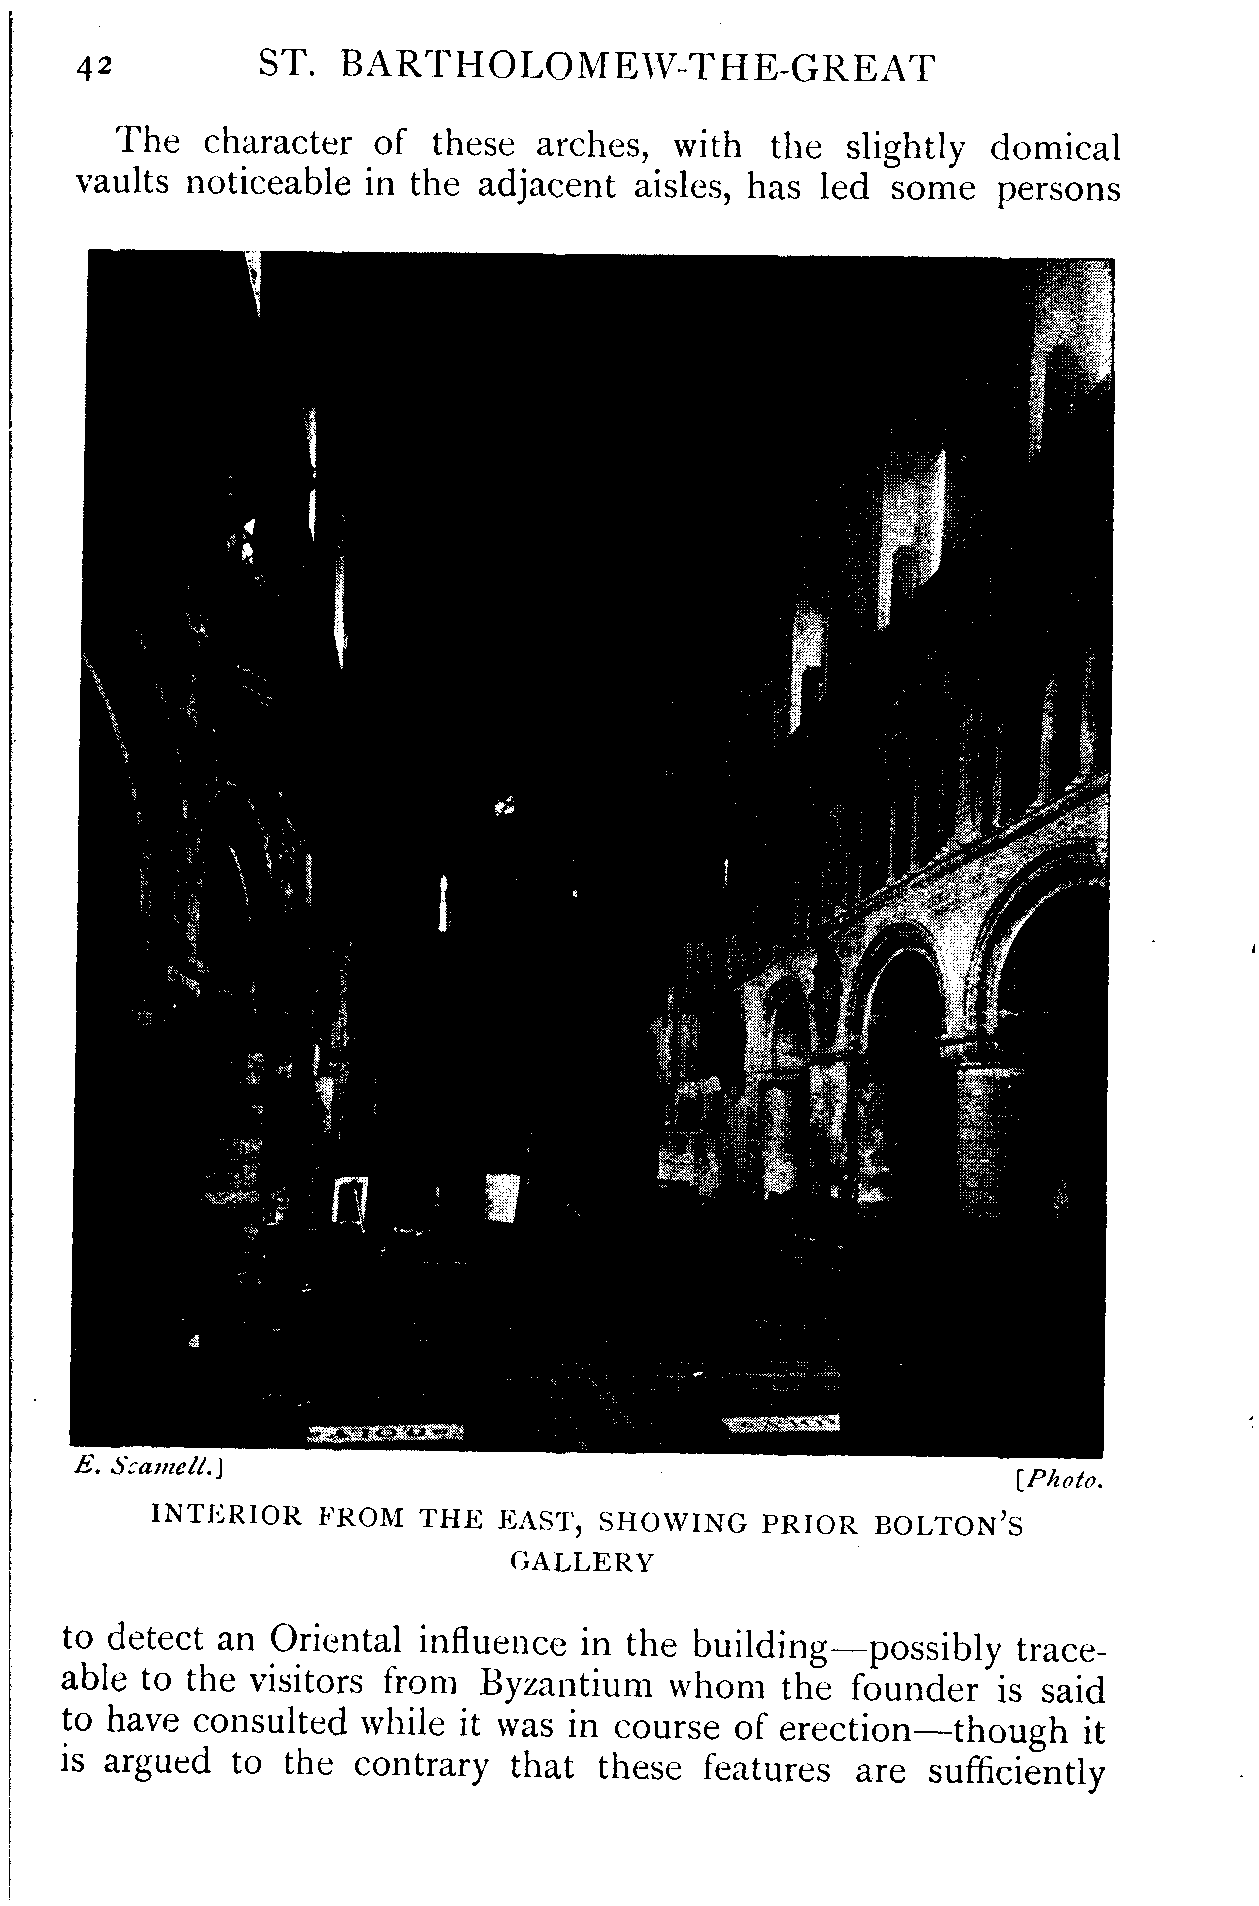 42 ST. BARTHOLOMEW-THE-GREAT
The character of these arches, with the slightly domical
vaults noticeable in the adjacent aisles, has led some persons
E. Scamell.] [Photo.
INTERIOR FROM THE EAST, SHOWING PRIOR BOLTON'S
GALLERY
to detect an Oriental influence in the building—possibly trace-
able to the visitors from Byzantium whom the founder is said
to have consulted while it was in course of erection—though it
is argued to the contrary that these features are sufficiently